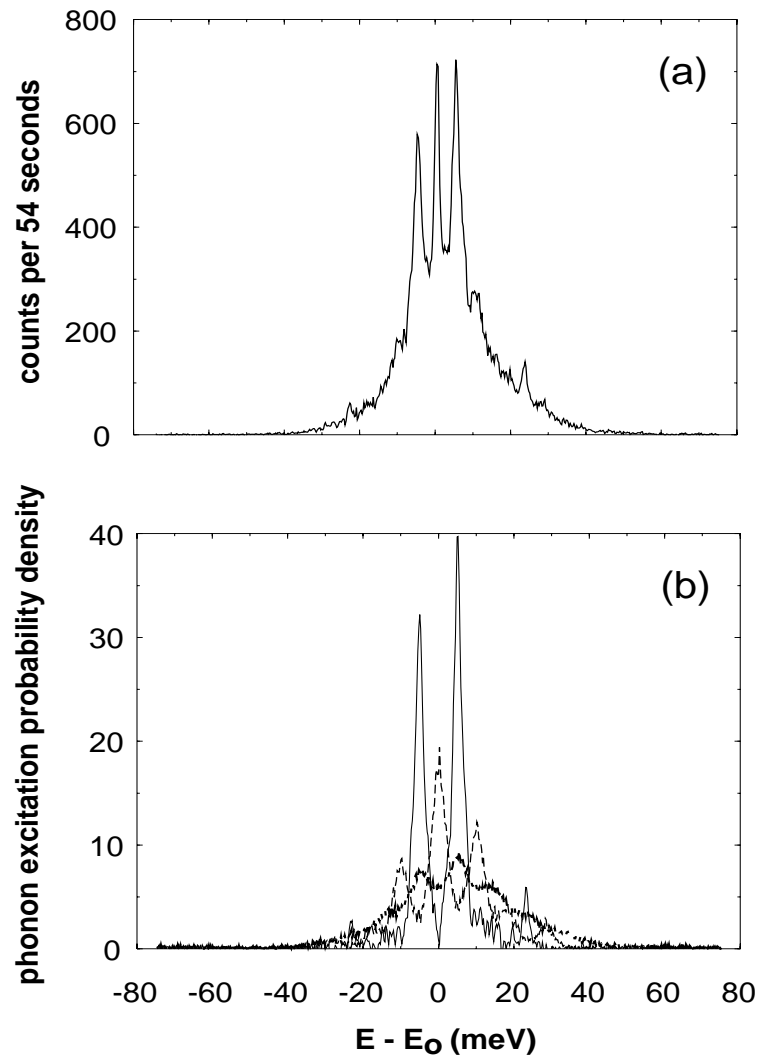 800
600
400
200
0
counts per 54 seconds
(a)
40
30
20
10
0
phonon excitation probability density
(b)
-80 -60 -40 -20 0 20 40 60 80
E - Eo (meV)